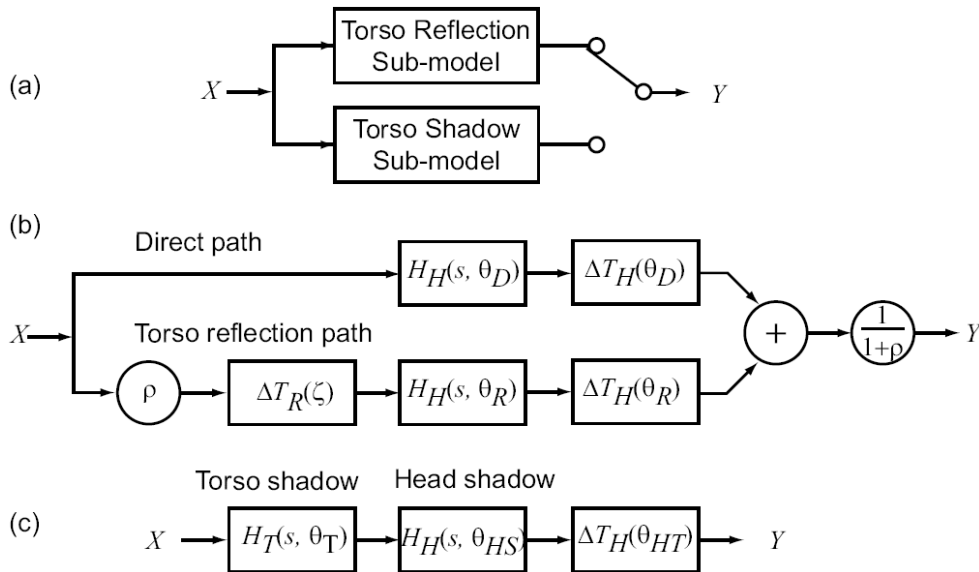 (a)
X
Torso Reflection
Sub-model
Torso Shadow
Sub-model
Y
(b)
Direct path
H_H(s, θ_D)
ΔT_H(θ_D)
X
Torso reflection path
ρ
ΔT_R(ζ)
H_H(s, θ_R)
ΔT_H(θ_R)
+
1
1+ρ
Y
Torso shadow
Head shadow
(c)
X
H_T(s, θ_T)
H_H(s, θ_HS)
ΔT_H(θ_HT)
Y